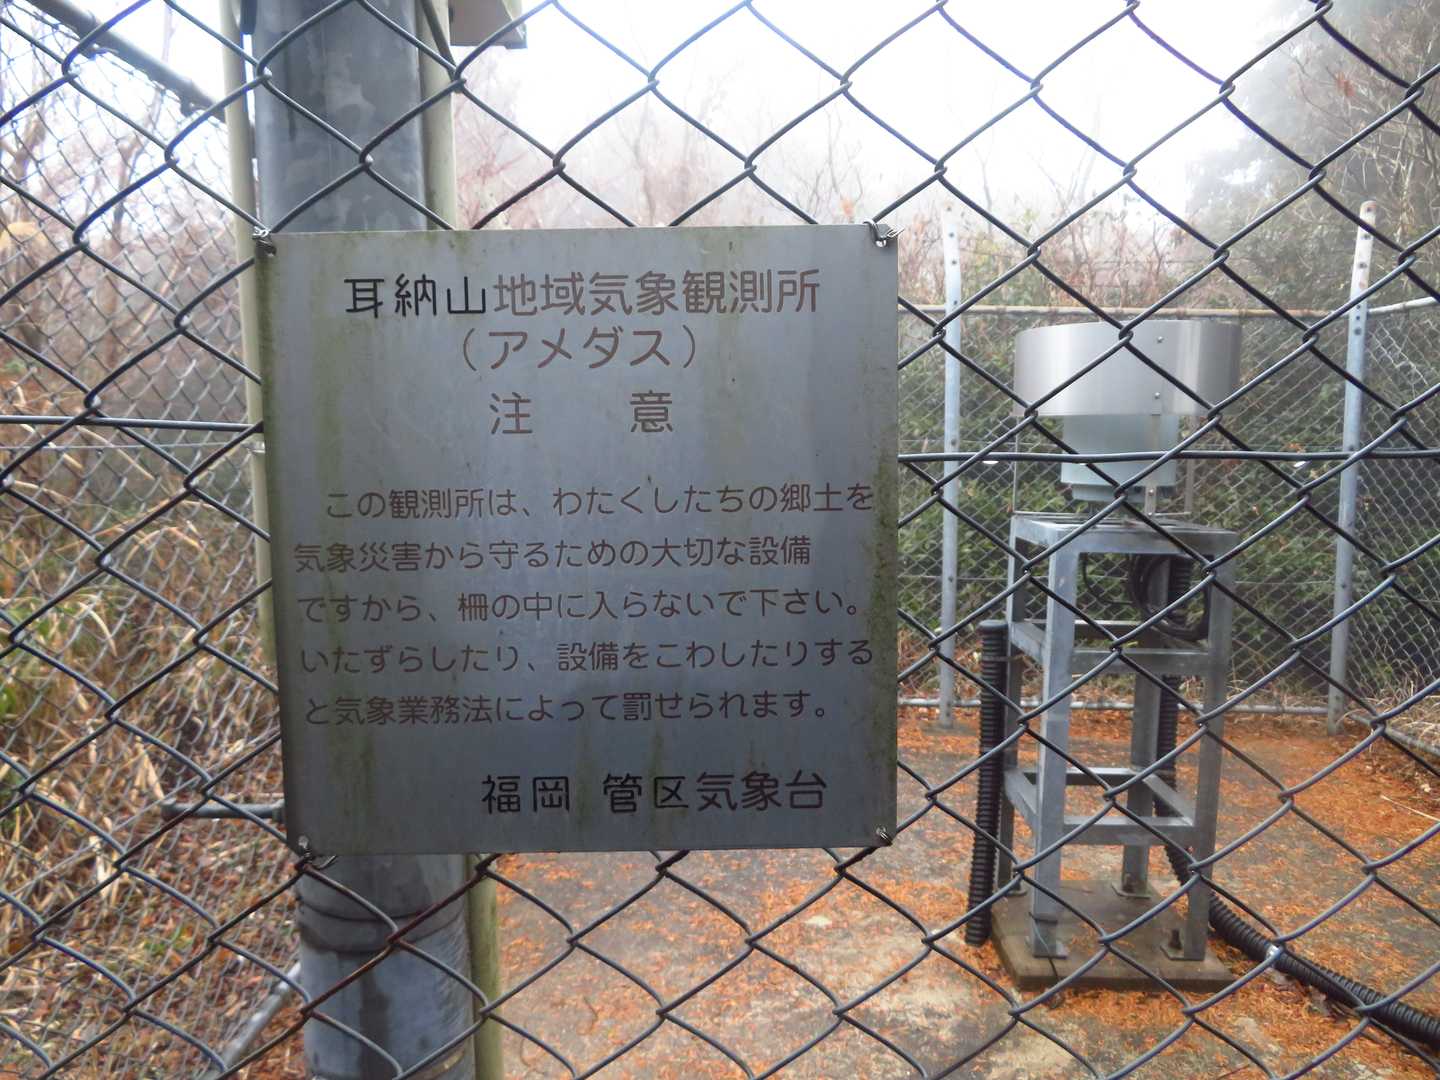 耳納山地域気象観測所
（アメダス）
注　意
この観測所は、わたくしたちの郷土を
気象災害から守るための大切な設備
ですから、柵の中に入らないで下さい。
いたずらしたり、設備をこわしたりする
と気象業務法によって罰せられます。
福岡 管区気象台